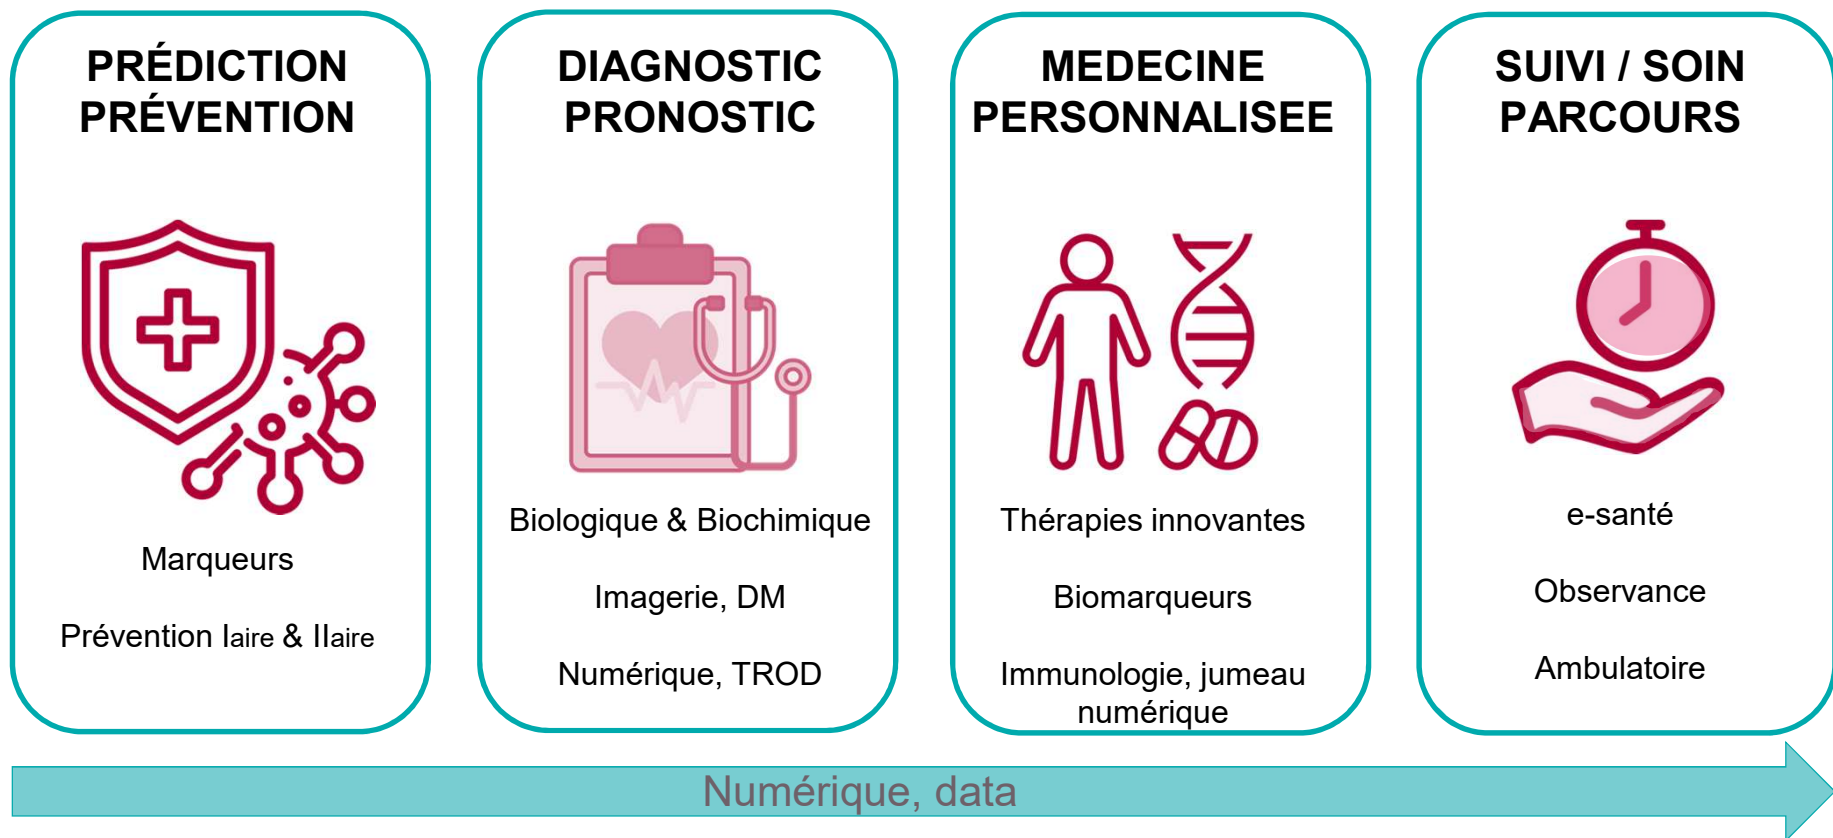 PRÉDICTION
PRÉVENTION
Marqueurs
Prévention Iaire & IIaire
DIAGNOSTIC
PRONOSTIC
Biologique & Biochimique
Imagerie, DM
Numérique, TROD
MEDECINE
PERSONNALISEE
Thérapies innovantes
Biomarqueurs
Immunologie, jumeau
numérique
SUIVI / SOIN
PARCOURS
e-santé
Observance
Ambulatoire
Numérique, data